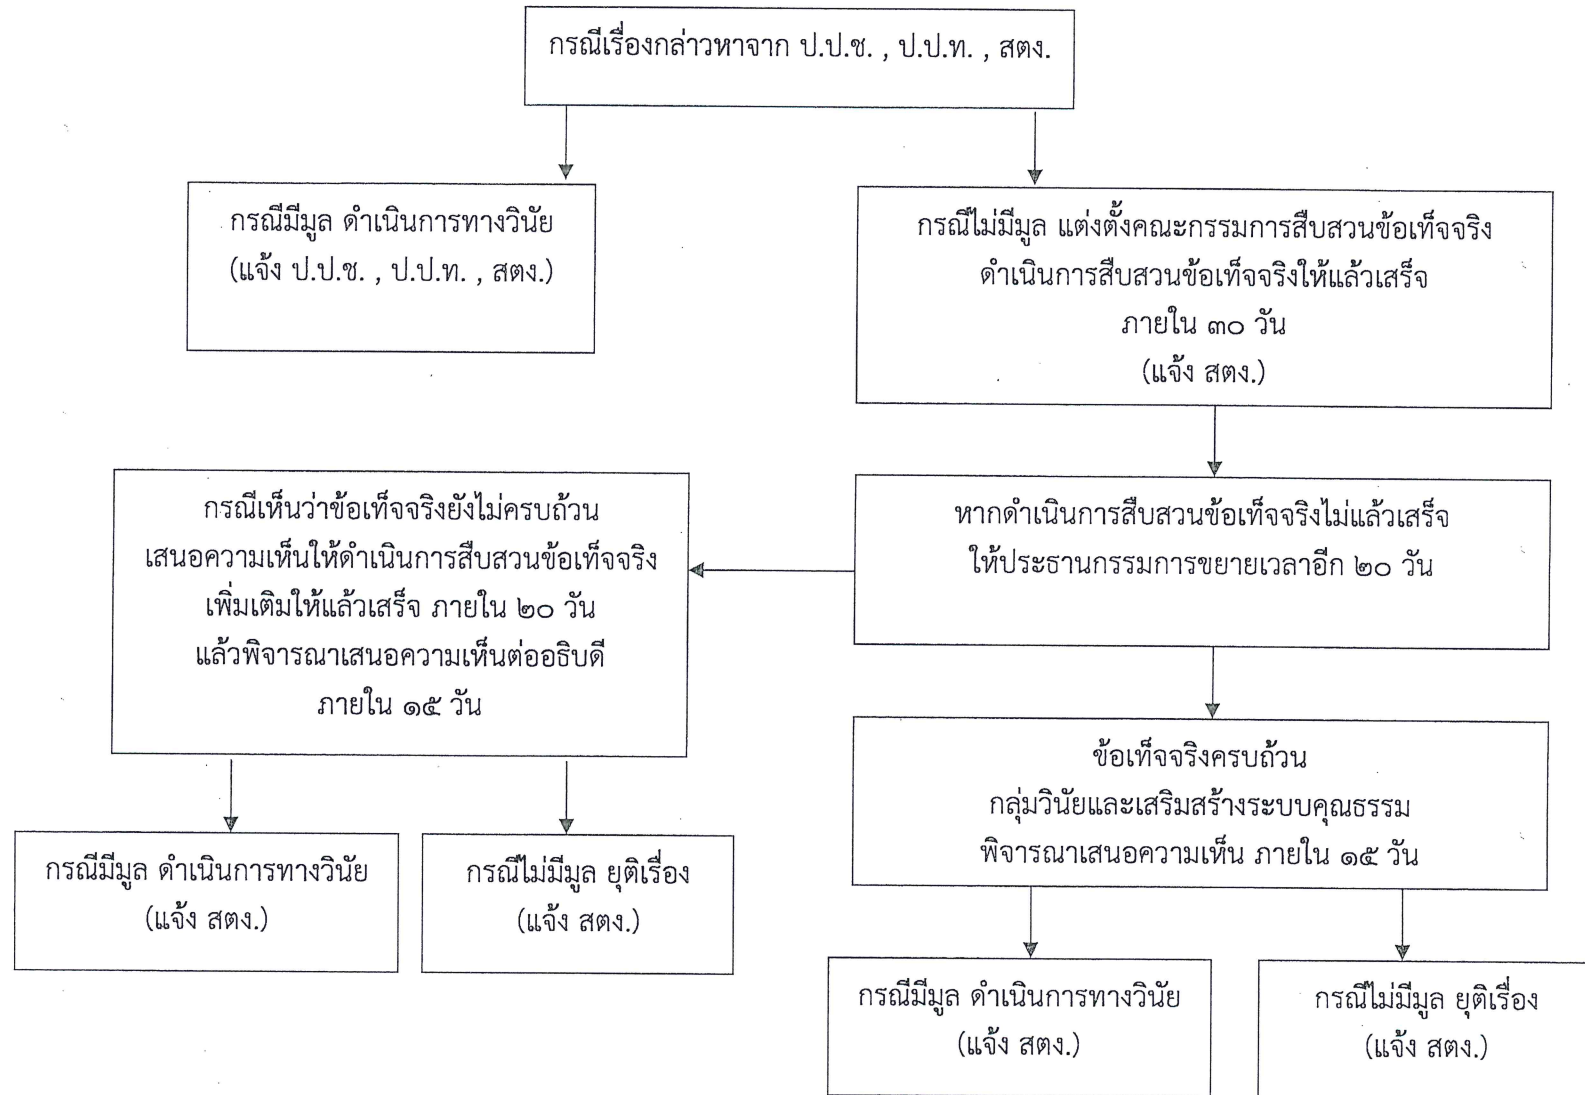 กรณีเรื่องกล่าวหาจาก ป.ป.ช. , ป.ป.ท. , สตง.
กรณีมีมูล ดำเนินการทางวินัย
(แจ้ง ป.ป.ช. , ป.ป.ท. , สตง.)
กรณีไม่มีมูล แต่งตั้งคณะกรรมการสืบสวนข้อเท็จจริง
ดำเนินการสืบสวนข้อเท็จจริงให้แล้วเสร็จ
ภายใน ๓๐ วัน
(แจ้ง สตง.)
กรณีเห็นว่าข้อเท็จจริงยังไม่ครบถ้วน
เสนอความเห็นให้ดำเนินการสืบสวนข้อเท็จจริง
เพิ่มเติมให้แล้วเสร็จ ภายใน ๒๐ วัน
แล้วพิจารณาเสนอความเห็นต่ออธิบดี
ภายใน ๑๕ วัน
หากดำเนินการสืบสวนข้อเท็จจริงไม่แล้วเสร็จ
ให้ประธานกรรมการขยายเวลาอีก ๒๐ วัน
ข้อเท็จจริงครบถ้วน
กลุ่มวินัยและเสริมสร้างระบบคุณธรรม
พิจารณาเสนอความเห็น ภายใน ๑๕ วัน
กรณีมีมูล ดำเนินการทางวินัย
(แจ้ง สตง.)
กรณีไม่มีมูล ยุติเรื่อง
(แจ้ง สตง.)
กรณีมีมูล ดำเนินการทางวินัย
(แจ้ง สตง.)
กรณีไม่มีมูล ยุติเรื่อง
(แจ้ง สตง.)